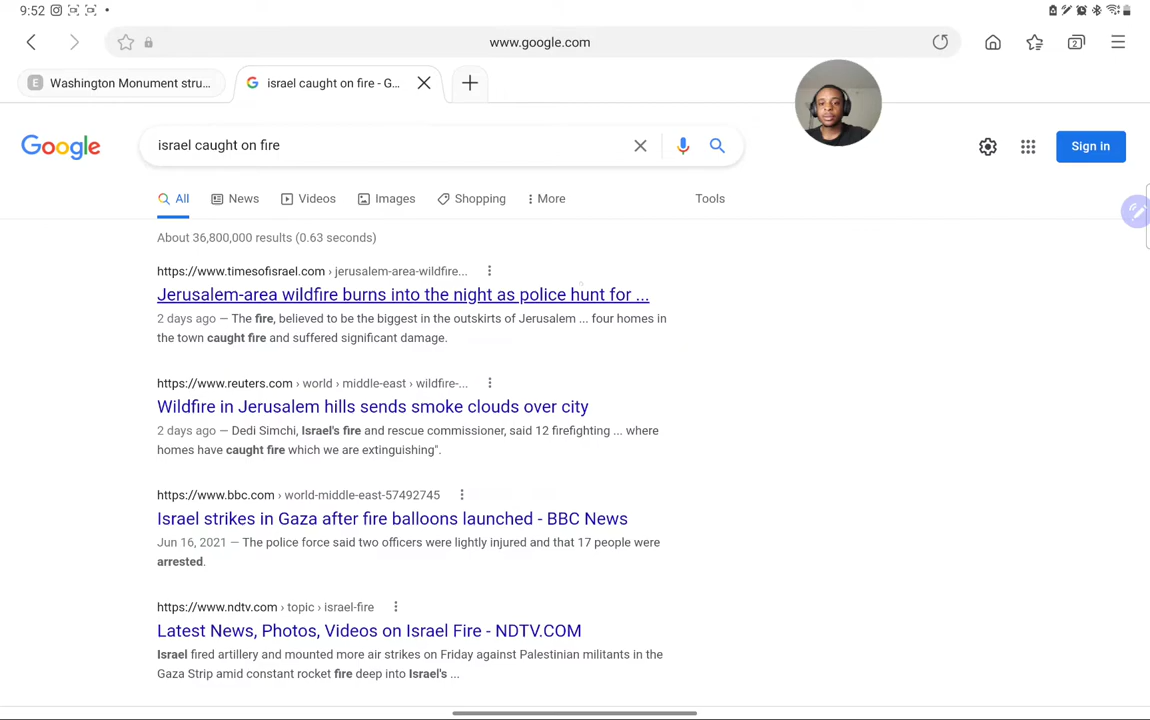 9:52
www.google.com
2
E Washington Monument stru...
israel caught on fire - G...
Google
israel caught on fire
Sign in
All
News
Videos
Images
Shopping
More
Tools
About 36,800,000 results (0.63 seconds)
https://www.timesofisrael.com › jerusalem-area-wildfire...
Jerusalem-area wildfire burns into the night as police hunt for ...
2 days ago — The fire, believed to be the biggest in the outskirts of Jerusalem ... four homes in
the town caught fire and suffered significant damage.
https://www.reuters.com › world › middle-east › wildfire-...
Wildfire in Jerusalem hills sends smoke clouds over city
2 days ago — Dedi Simchi, Israel's fire and rescue commissioner, said 12 firefighting ... where
homes have caught fire which we are extinguishing".
https://www.bbc.com › world-middle-east-57492745
Israel strikes in Gaza after fire balloons launched - BBC News
Jun 16, 2021 — The police force said two officers were lightly injured and that 17 people were
arrested.
https://www.ndtv.com › topic › israel-fire
Latest News, Photos, Videos on Israel Fire - NDTV.COM
Israel fired artillery and mounted more air strikes on Friday against Palestinian militants in the
Gaza Strip amid constant rocket fire deep into Israel's ...